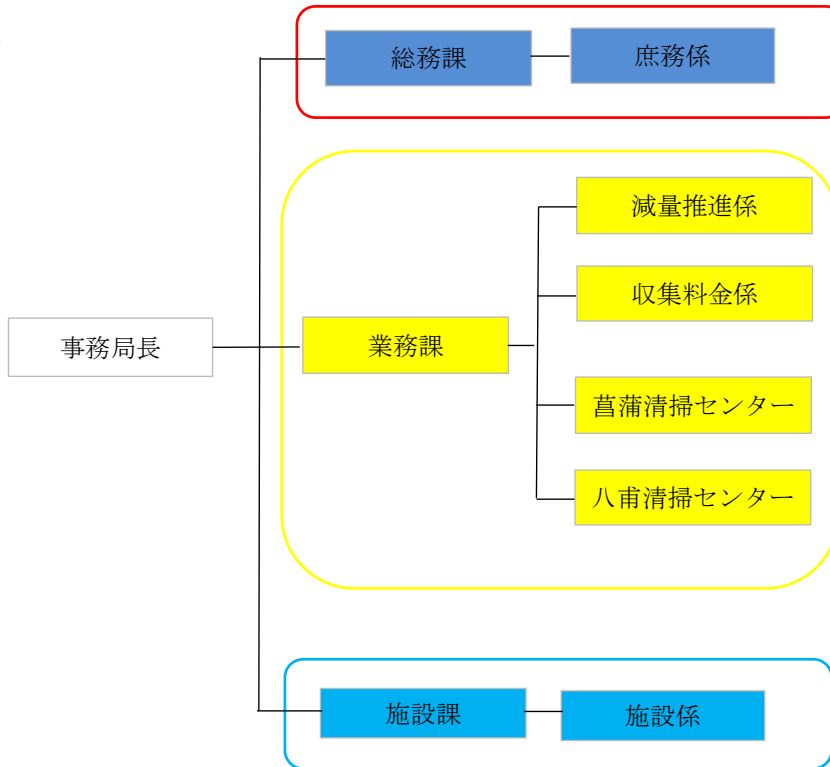 総務課
庶務係
減量推進係
収集料金係
事務局長
業務課
菖蒲清掃センター
八甫清掃センター
施設課
施設係